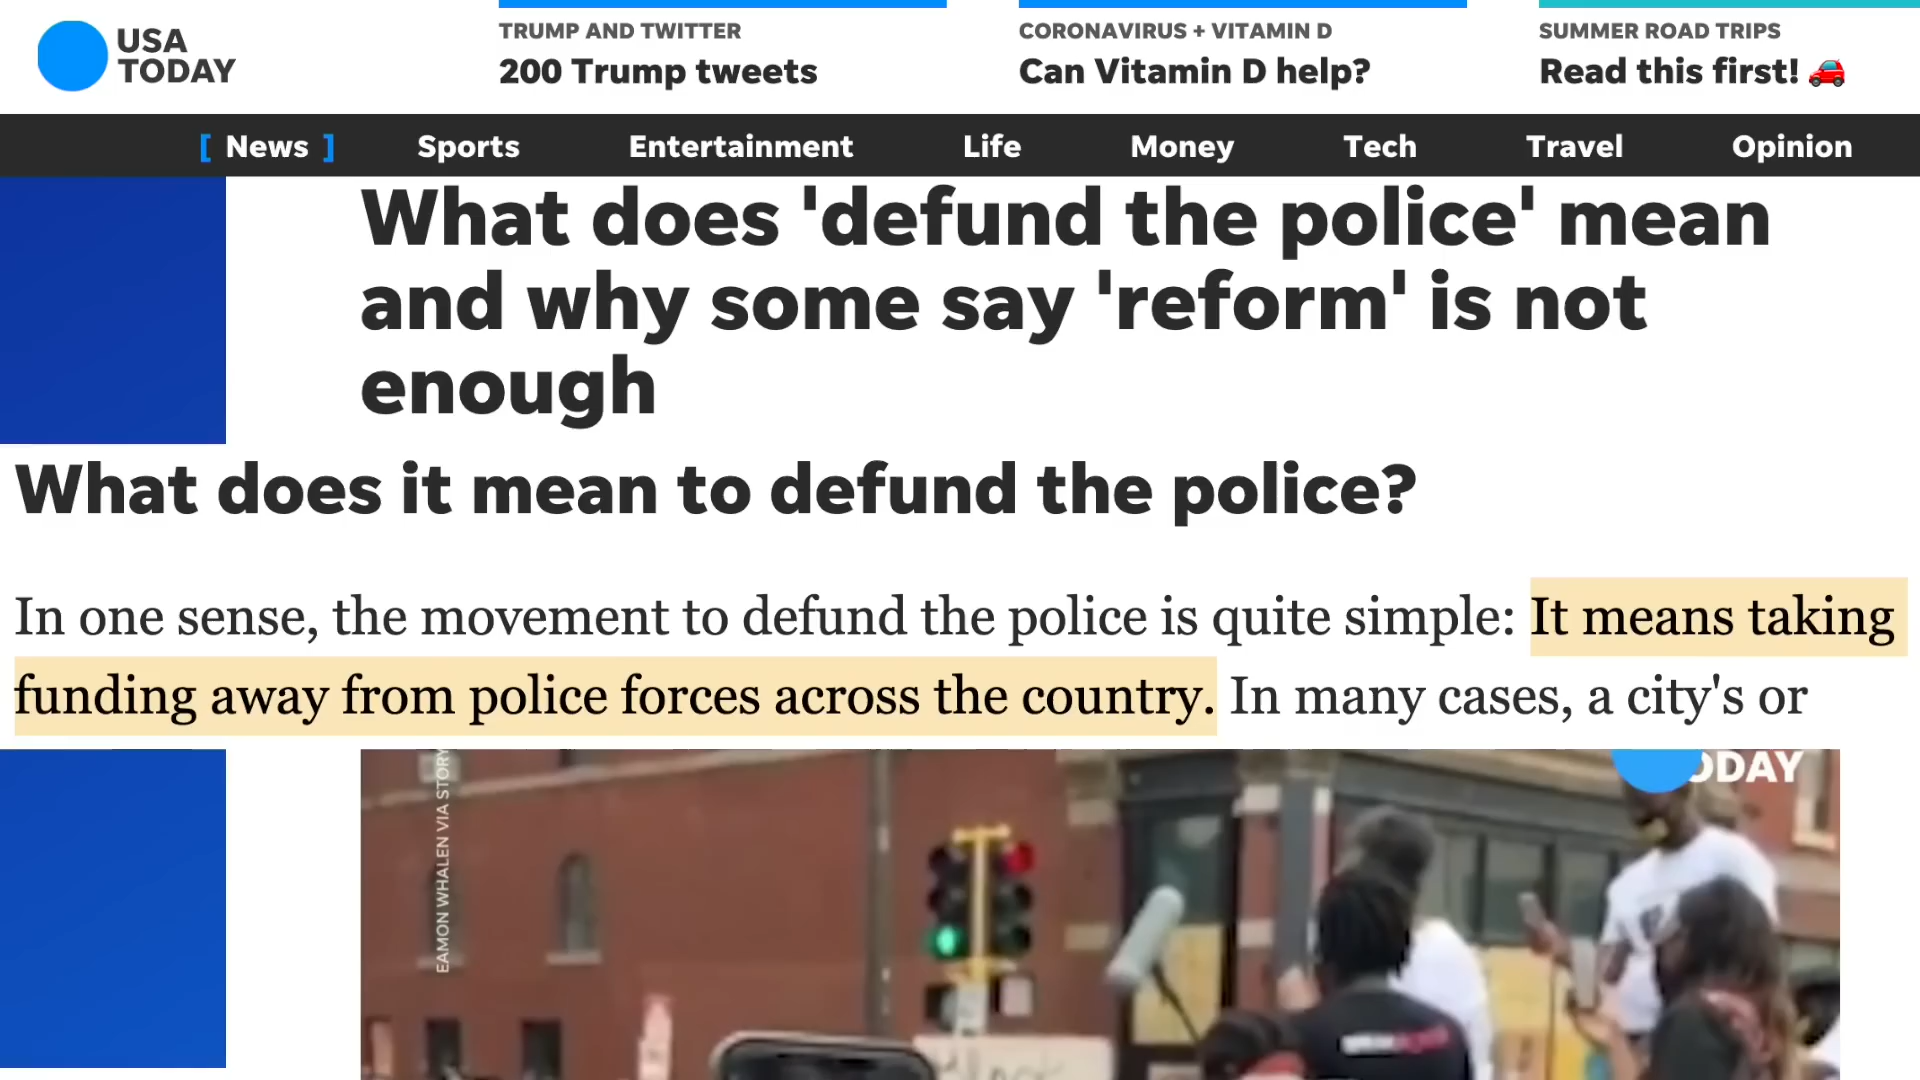 USA
TODAY
TRUMP AND TWITTER
200 Trump tweets
CORONAVIRUS + VITAMIN D
Can Vitamin D help?
SUMMER ROAD TRIPS
Read this first!
[ News ] Sports Entertainment Life Money Tech Travel Opinion
What does 'defund the police' mean
and why some say 'reform' is not
enough
What does it mean to defund the police?
In one sense, the movement to defund the police is quite simple: It means taking
funding away from police forces across the country. In many cases, a city's or
EAMON WHALEN VIA STORY
ODAY